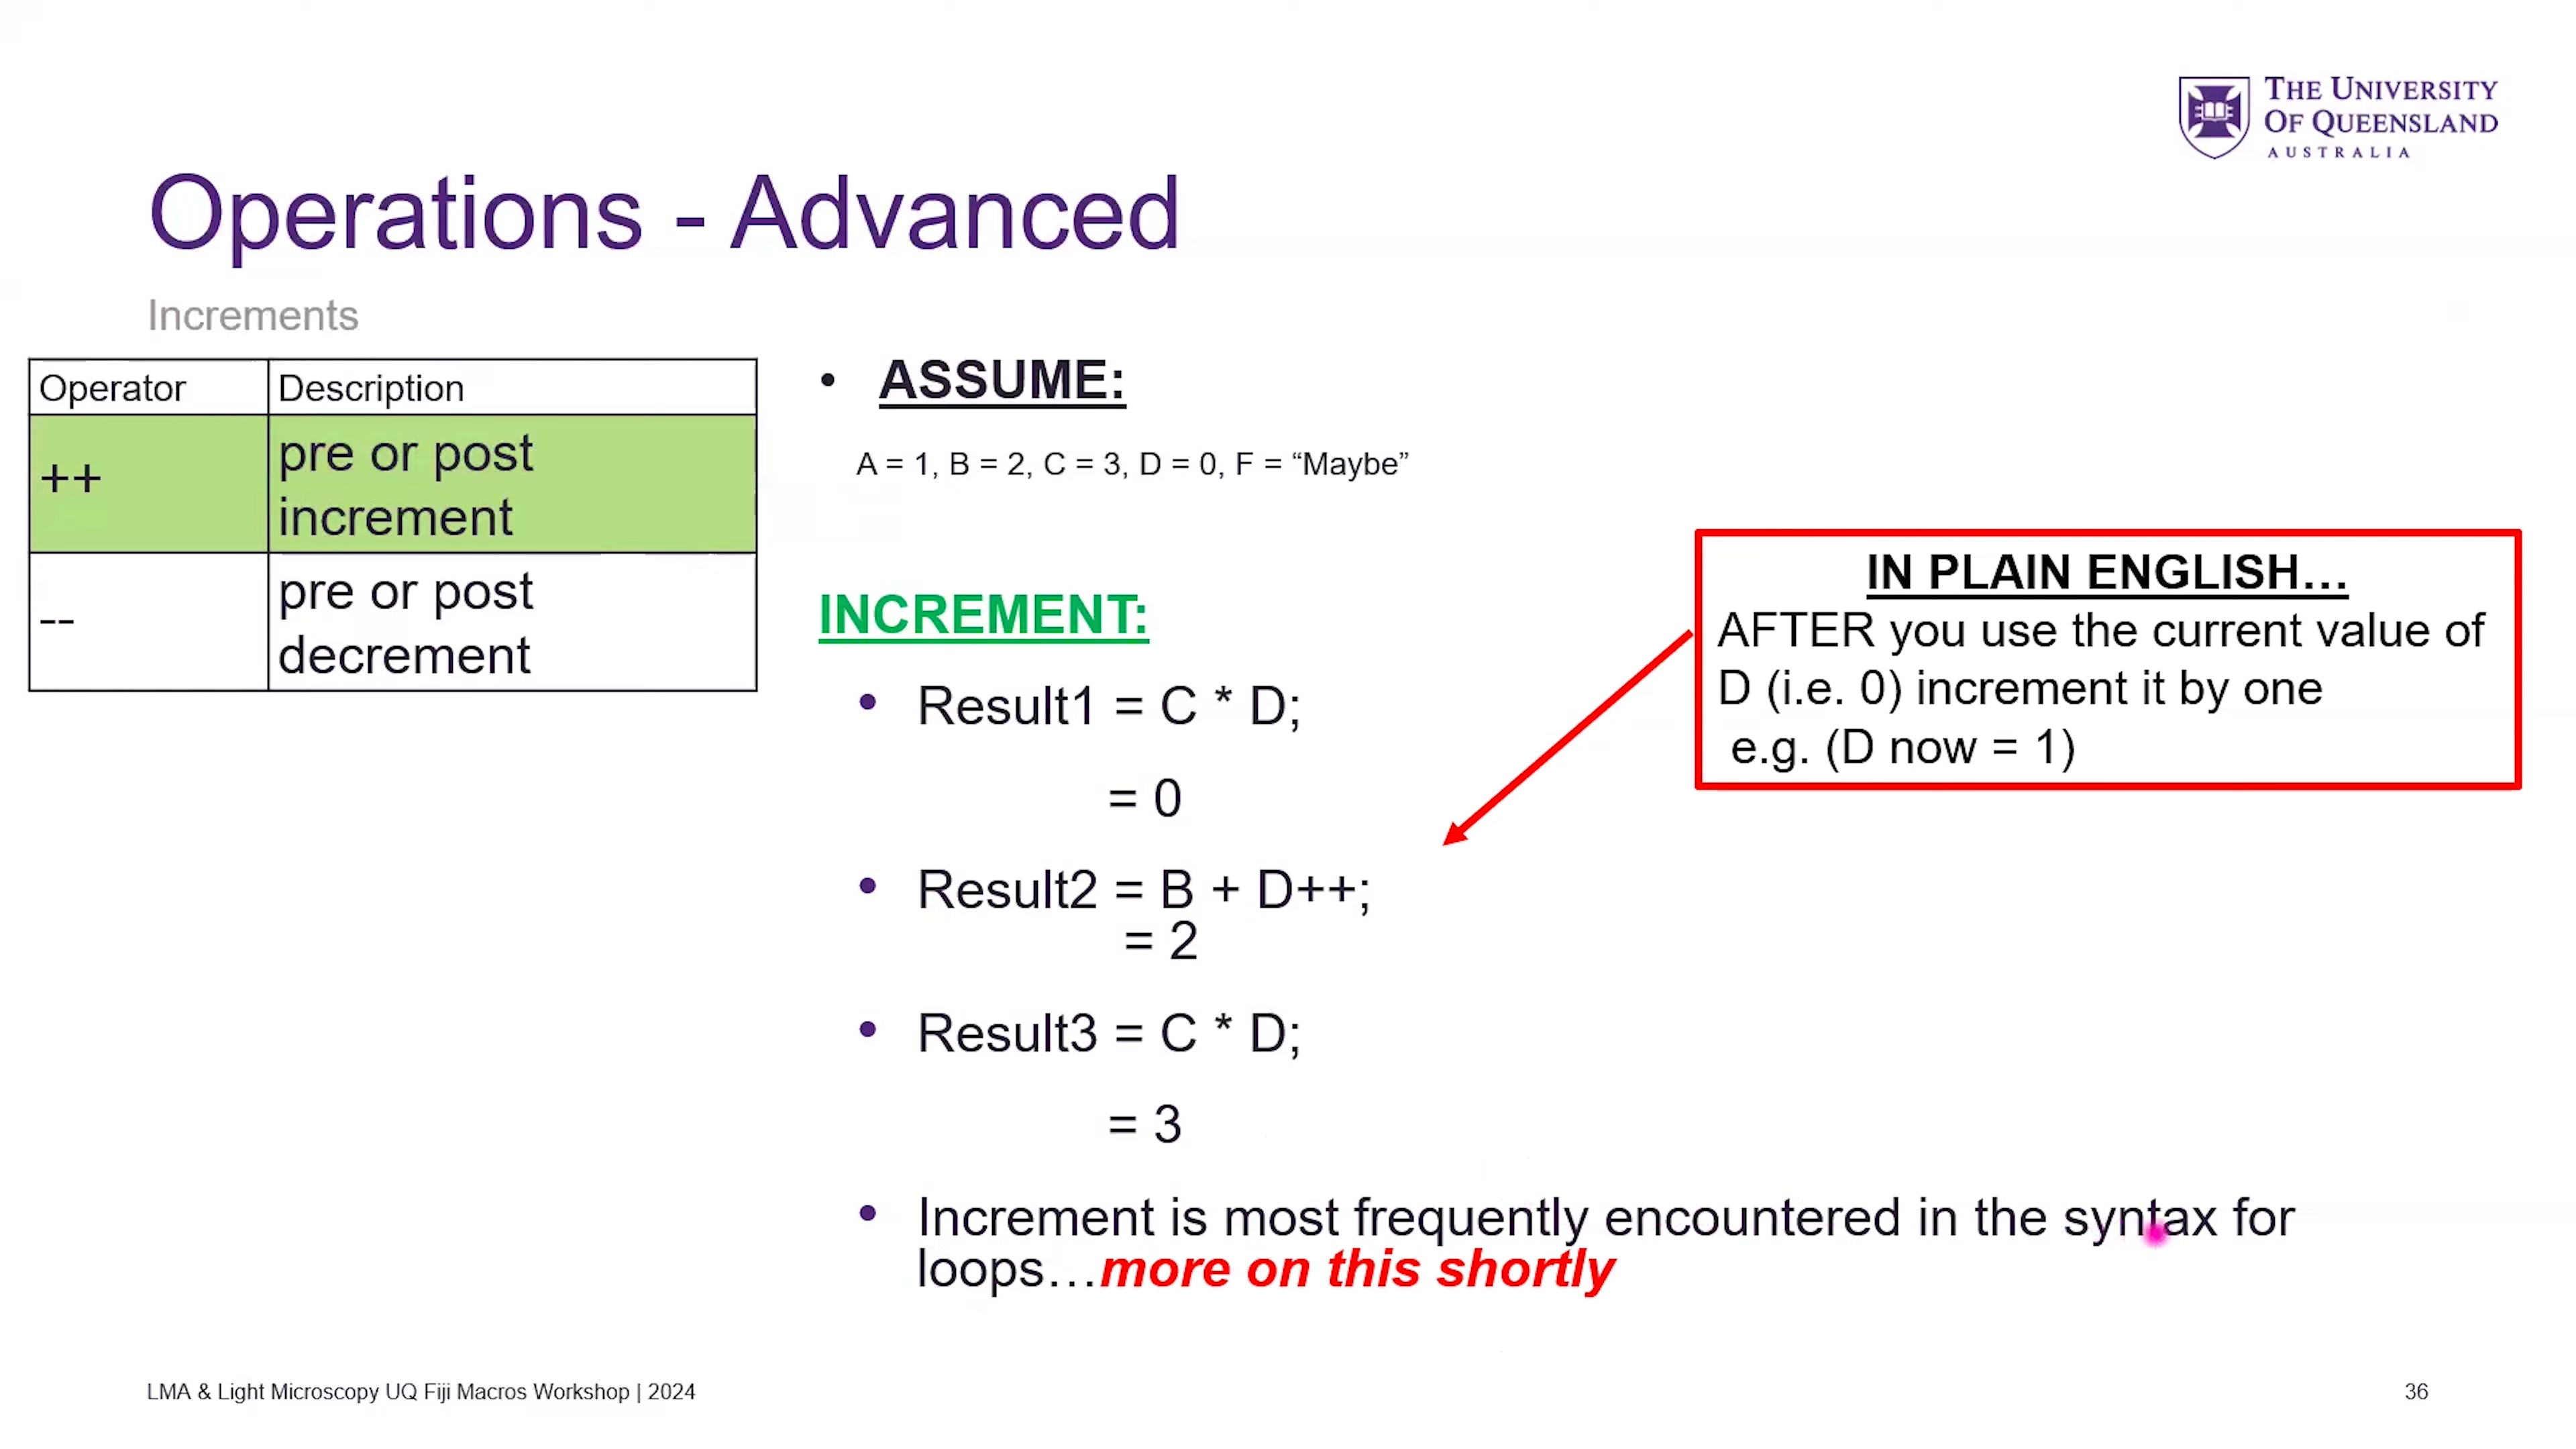 THE UNIVERSITY
OF QUEENSLAND
AUSTRALIA
Operations - Advanced
Increments
Operator Description
++ pre or post
increment
-- pre or post
decrement
• ASSUME:
A = 1, B = 2, C = 3, D = 0, F = “Maybe”
INCREMENT:
• Result1 = C * D;
= 0
• Result2 = B + D++;
= 2
• Result3 = C * D;
= 3
• Increment is most frequently encountered in the syntax for
loops…more on this shortly
IN PLAIN ENGLISH…
AFTER you use the current value of
D (i.e. 0) increment it by one
e.g. (D now = 1)
LMA & Light Microscopy UQ Fiji Macros Workshop | 2024
36